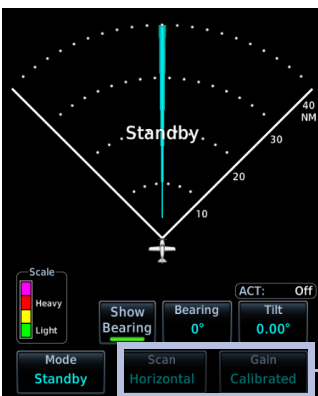 40
NM
30
Standby
20
10
Scale
Heavy
Light
ACT: Off
Show
Bearing
Bearing
0°
Tilt
0.00°
Mode
Standby
Scan
Horizontal
Gain
Calibrated